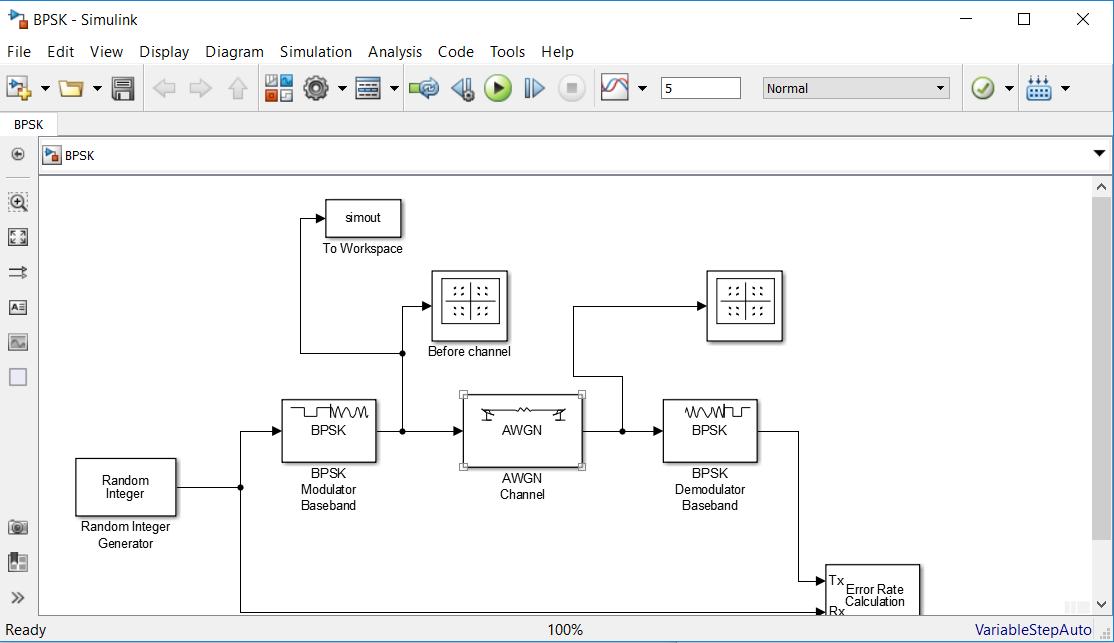 BPSK - Simulink
File Edit View Display Diagram Simulation Analysis Code Tools Help
5
Normal
BPSK
BPSK
simout
To Workspace
Before channel
BPSK
AWGN
BPSK
BPSK
Modulator
Baseband
AWGN
Channel
BPSK
Demodulator
Baseband
Random
Integer
Random Integer
Generator
Tx
Error Rate
Calculation
Rx
Ready
100%
VariableStepAuto